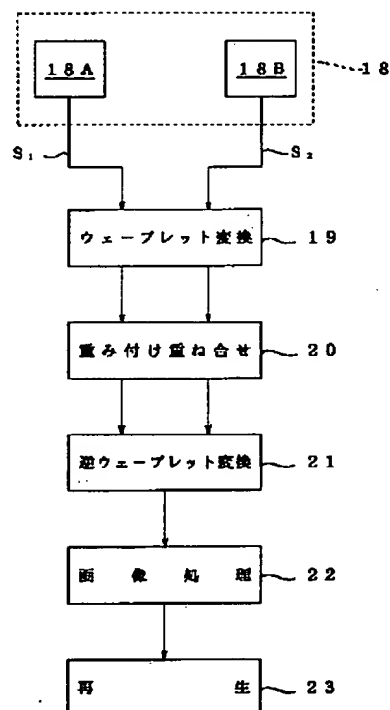 18A 18B 18
S₁ S₂
ウェーブレット変換 19
重み付け重ね合せ 20
逆ウェーブレット変換 21
画像処理 22
再生 23